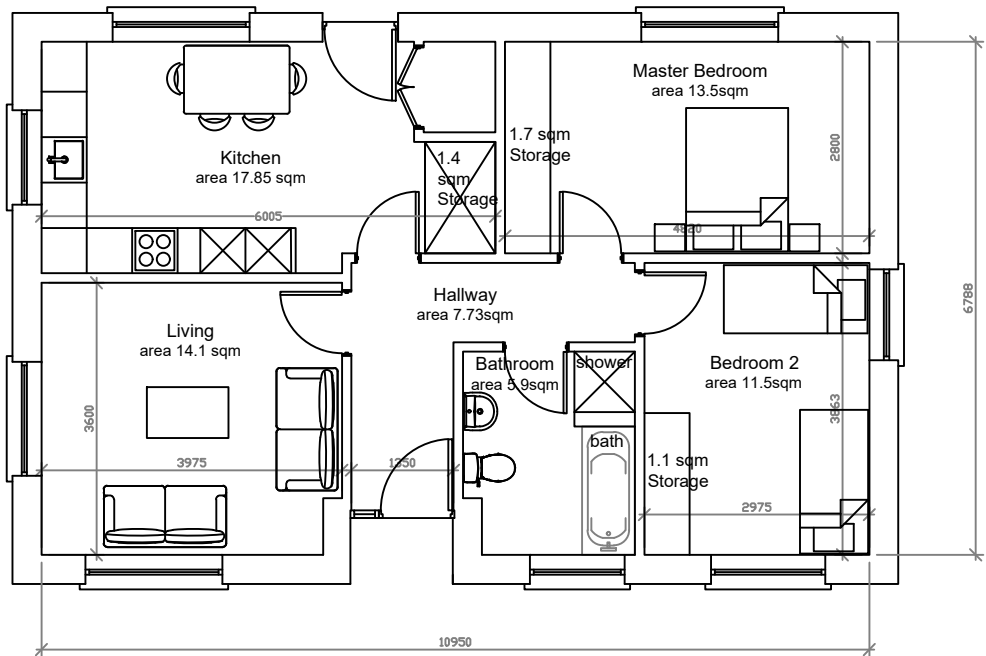 Master Bedroom
area 13.5sqm
1.7 sqm
Storage
2800
Kitchen
area 17.85 sqm
1.4
sqm
Storage
6005
4820
Hallway
area 7.73sqm
6788
Living
area 14.1 sqm
Bathroom
area 5.9sqm
shower
Bedroom 2
area 11.5sqm
3600
3863
bath
1.1 sqm
Storage
3975
1350
2975
10950